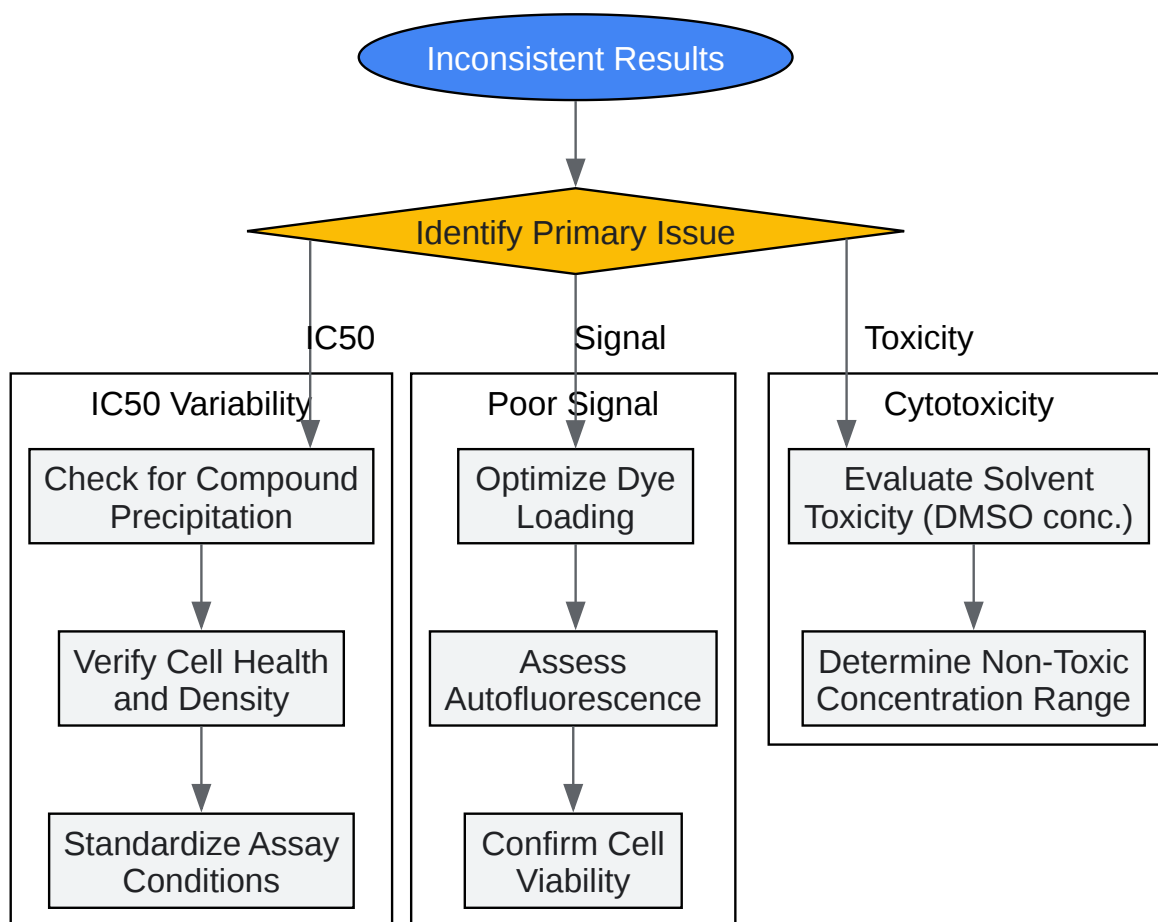 Inconsistent Results
Identify Primary Issue
IC50
Signal
Toxicity
IC50 Variability
Check for Compound
Precipitation
Verify Cell Health
and Density
Standardize Assay
Conditions
Poor Signal
Optimize Dye
Loading
Assess
Autofluorescence
Confirm Cell
Viability
Cytotoxicity
Evaluate Solvent
Toxicity (DMSO conc.)
Determine Non-Toxic
Concentration Range